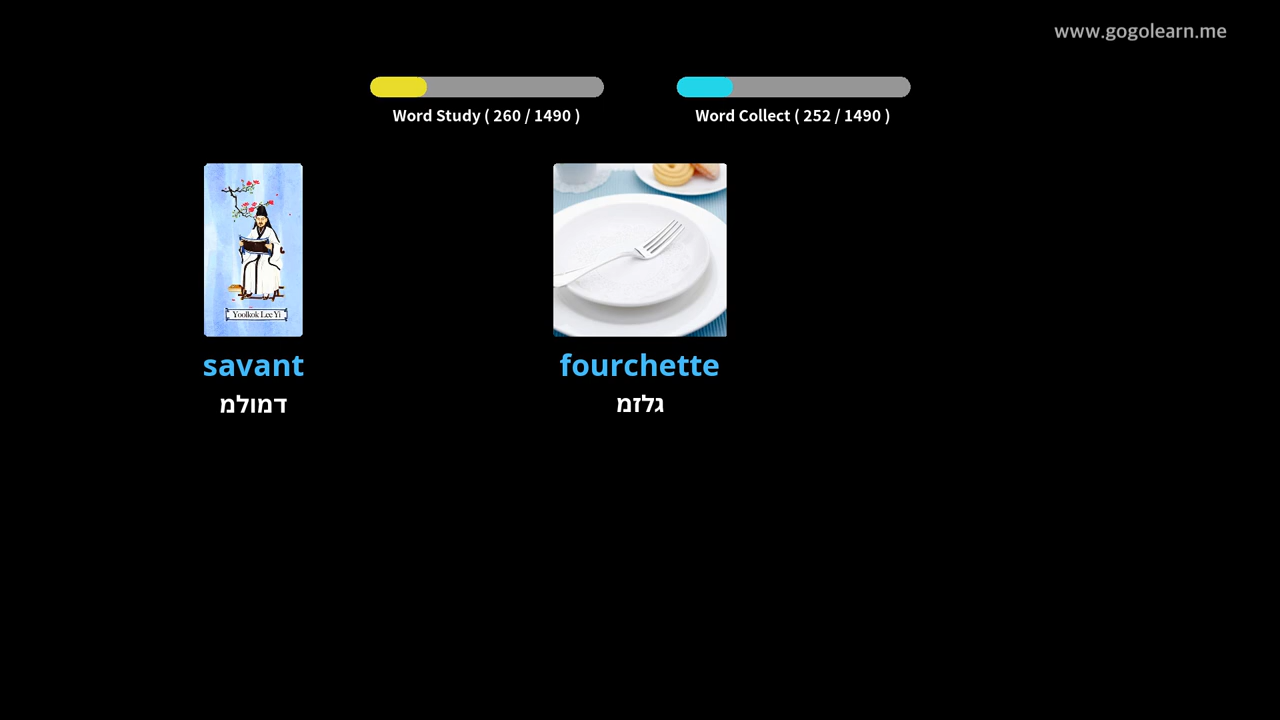 www.gogolearn.me
Word Study ( 260 / 1490 )
Word Collect ( 252 / 1490 )
Yoolkok Lee Yi
savant
דמולמ
fourchette
גלזמ